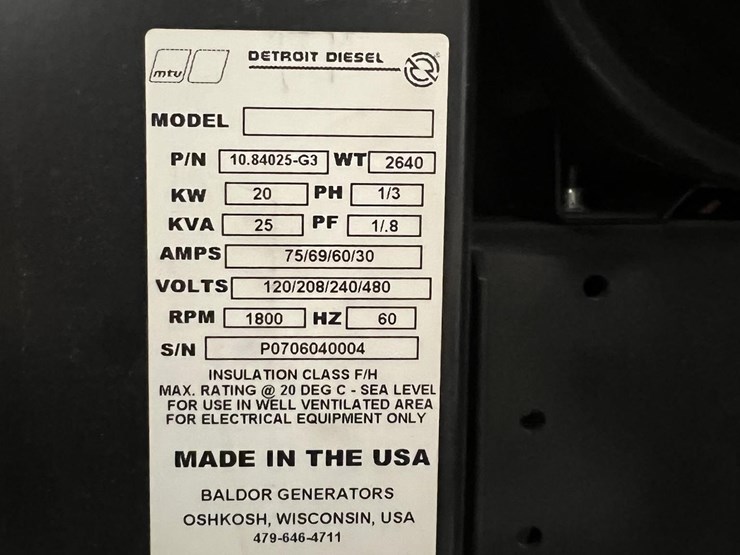 mtu DETROIT DIESEL
MODEL
P/N 10.84025-G3 WT 2640
KW 20 PH 1/3
KVA 25 PF 1/.8
AMPS 75/69/60/30
VOLTS 120/208/240/480
RPM 1800 HZ 60
S/N P0706040004
INSULATION CLASS F/H
MAX. RATING @ 20 DEG C - SEA LEVEL
FOR USE IN WELL VENTILATED AREA
FOR ELECTRICAL EQUIPMENT ONLY
MADE IN THE USA
BALDOR GENERATORS
OSHKOSH, WISCONSIN, USA
479-646-4711